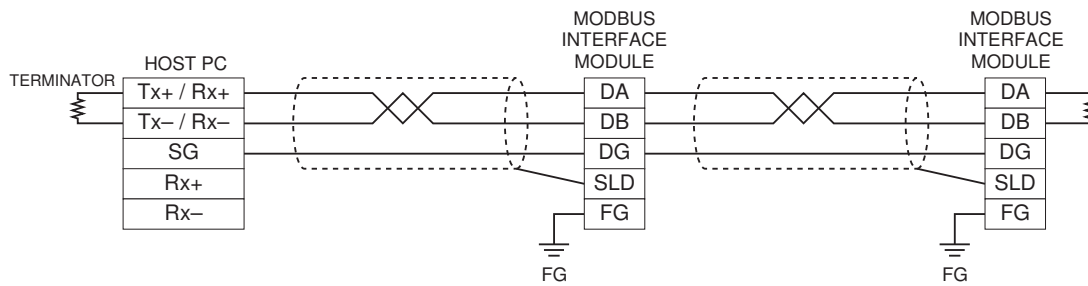 TERMINATOR
HOST PC
Tx+ / Rx+
Tx– / Rx–
SG
Rx+
Rx–
MODBUS
INTERFACE
MODULE
DA
DB
DG
SLD
FG
FG
MODBUS
INTERFACE
MODULE
DA
DB
DG
SLD
FG
FG